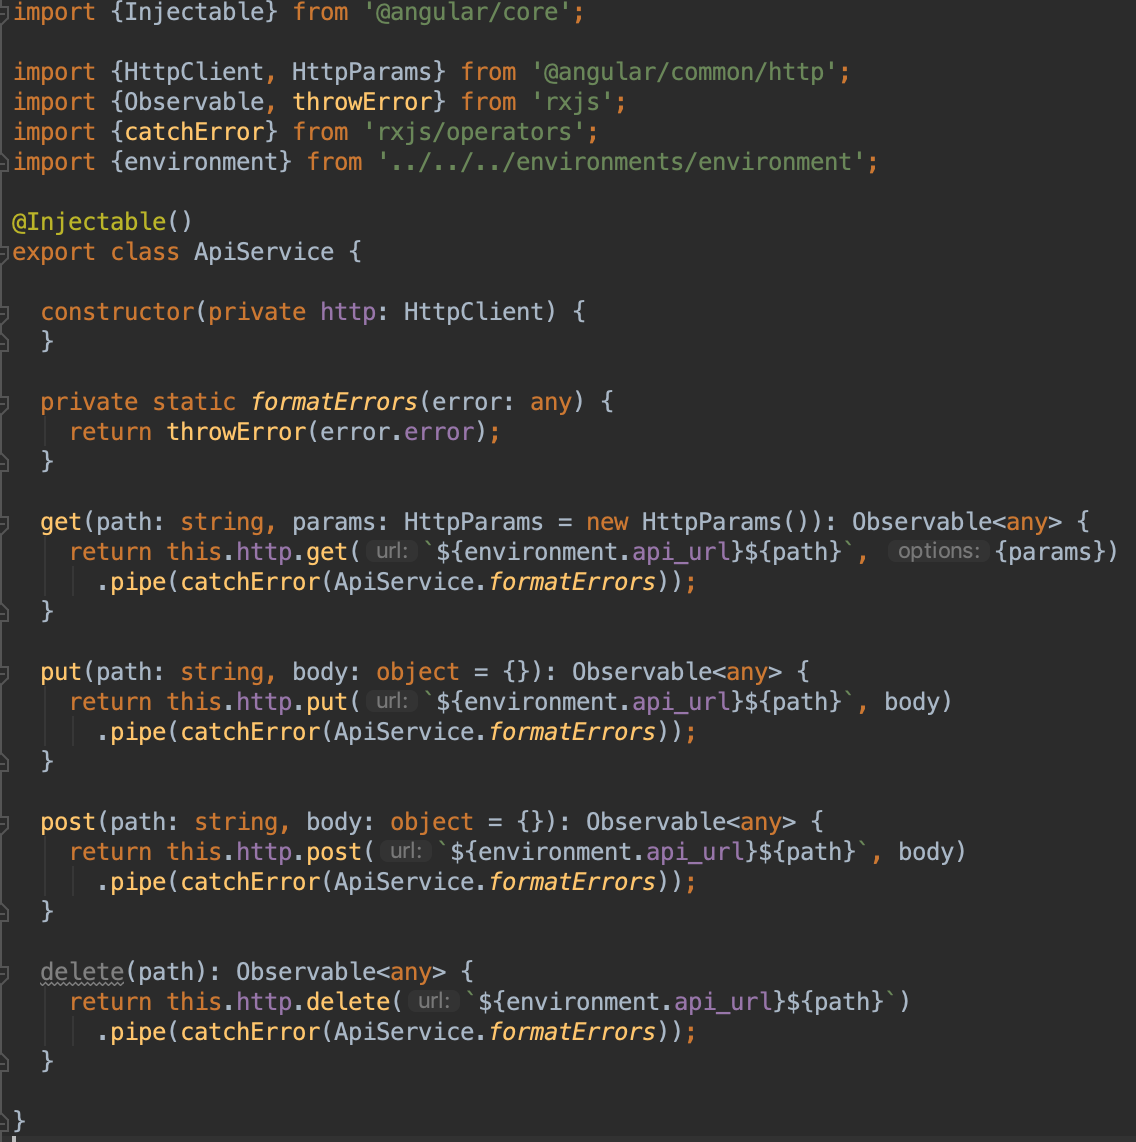 import {Injectable} from '@angular/core';
import {HttpClient, HttpParams} from '@angular/common/http';
import {Observable, throwError} from 'rxjs';
import {catchError} from 'rxjs/operators';
import {environment} from '../../../environments/environment';
@Injectable()
export class ApiService {
constructor(private http: HttpClient) {
}
private static formatErrors(error: any) {
return throwError(error.error);
}
get(path: string, params: HttpParams = new HttpParams()): Observable<any> {
return this.http.get( url: `${environment.api_url}${path}`, options: {params})
.pipe(catchError(ApiService.formatErrors));
}
put(path: string, body: object = {}): Observable<any> {
return this.http.put( url: `${environment.api_url}${path}`, body)
.pipe(catchError(ApiService.formatErrors));
}
post(path: string, body: object = {}): Observable<any> {
return this.http.post( url: `${environment.api_url}${path}`, body)
.pipe(catchError(ApiService.formatErrors));
}
delete(path): Observable<any> {
return this.http.delete( url: `${environment.api_url}${path}`)
.pipe(catchError(ApiService.formatErrors));
}
}